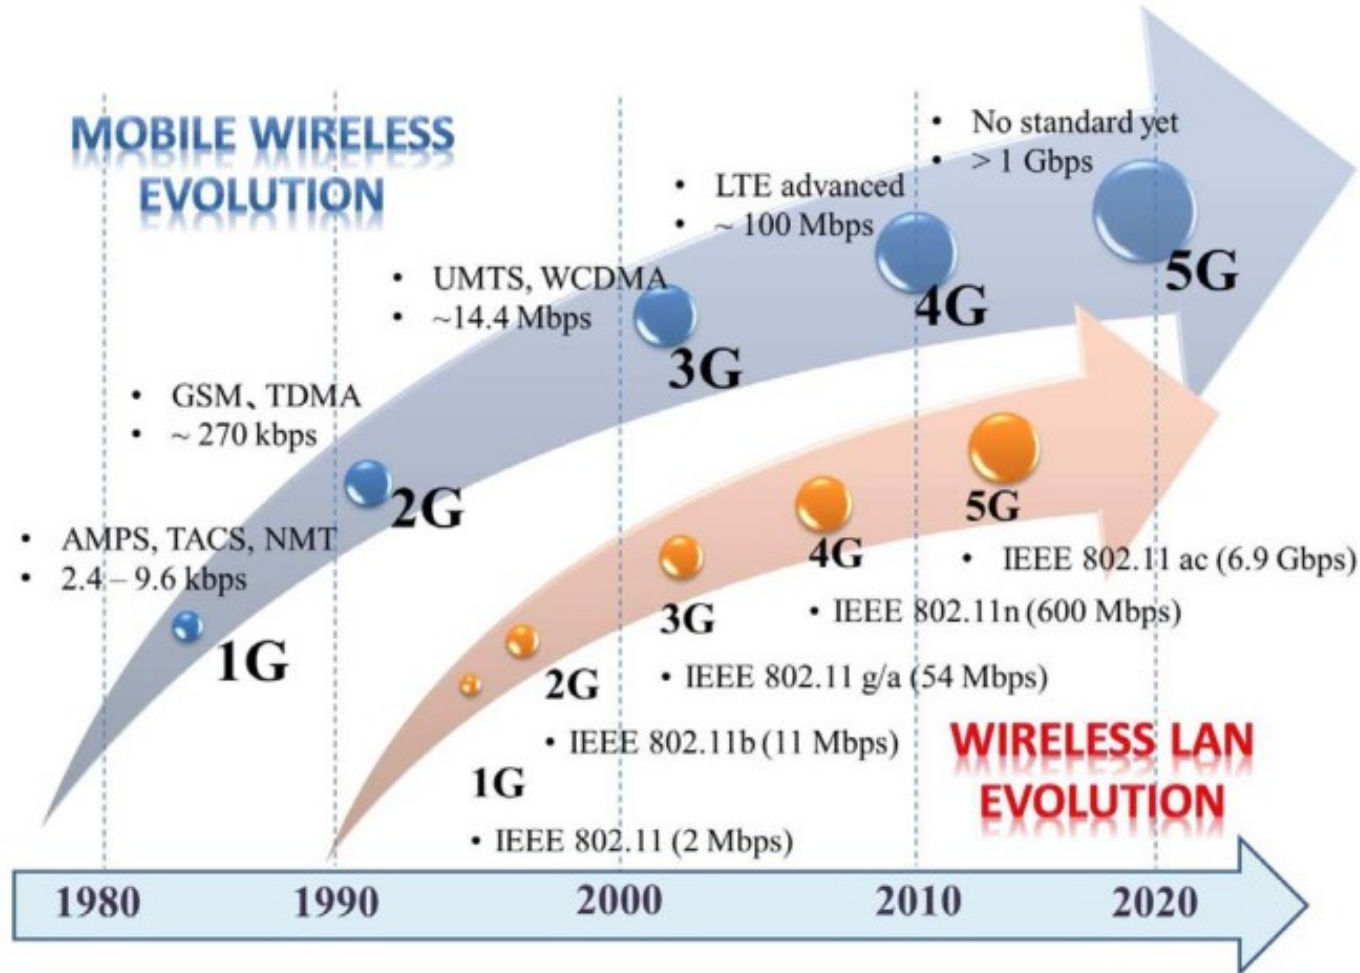 MOBILE WIRELESS
EVOLUTION
• No standard yet
• > 1 Gbps
5G
• LTE advanced
• ~ 100 Mbps
4G
• UMTS, WCDMA
• ~14.4 Mbps
3G
• GSM、TDMA
• ~ 270 kbps
2G
• AMPS, TACS, NMT
• 2.4 – 9.6 kbps
1G
5G
• IEEE 802.11 ac (6.9 Gbps)
4G
• IEEE 802.11n (600 Mbps)
3G
• IEEE 802.11 g/a (54 Mbps)
2G
• IEEE 802.11b (11 Mbps)
1G
• IEEE 802.11 (2 Mbps)
WIRELESS LAN
EVOLUTION
1980 1990 2000 2010 2020